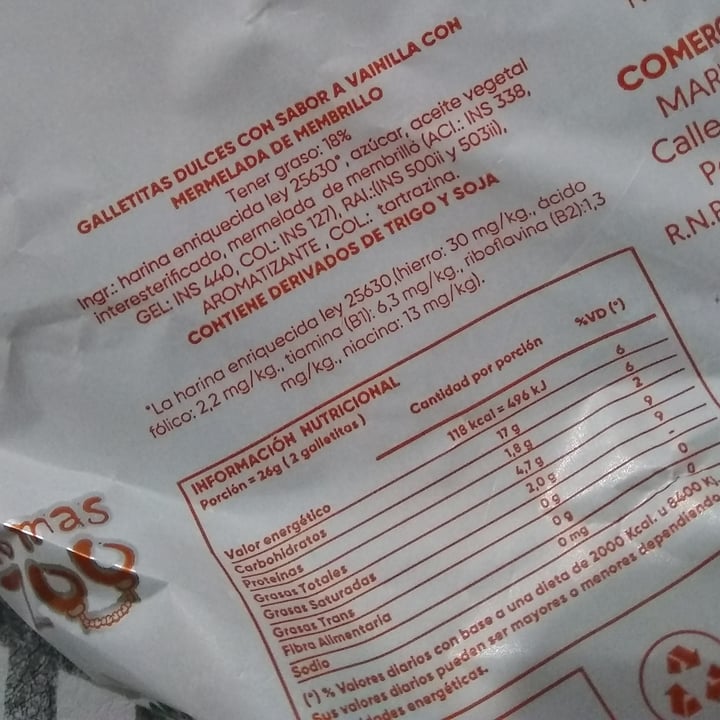 GALLETITAS DULCES CON SABOR A VAINILLA CON
MERMELADA DE MEMBRILLO
Tener graso: 18%
Ingr.: harina enriquecida ley 25630*, azúcar, aceite vegetal
interesterificado, mermelada de membrillo (ACI.: INS 338,
GEL: INS 440, COL: INS 127), RAI.:(INS 500ii y 503ii),
AROMATIZANTE, COL.: tartrazina.
CONTIENE DERIVADOS DE TRIGO Y SOJA
*La harina enriquecida ley 25630,(hierro: 30 mg/kg., ácido
fólico: 2,2 mg/kg., tiamina (B1): 6,3 mg/kg., riboflavina (B2):1,3
mg/kg., niacina: 13 mg/kg).
INFORMACIÓN NUTRICIONAL
Porción = 26g ( 2 galletitas )
Cantidad por porción %VD (*)
Valor energético 118 kcal = 496 kJ 6
Carbohidratos 17 g 6
Proteinas 1,8 g 2
Grasas Totales 4,7 g 9
Grasas Saturadas 2,0 g 9
Grasas Trans 0 g -
Fibra Alimentaria 0 g 0
Sodio 0 mg 0
(*) % Valores diarios con base a una dieta de 2000 Kcal. u 8400 Kj.
Sus valores diarios pueden ser mayores o menores dependiendo
energéticas.
COMER
MAR
Calle
R.N.P
mas